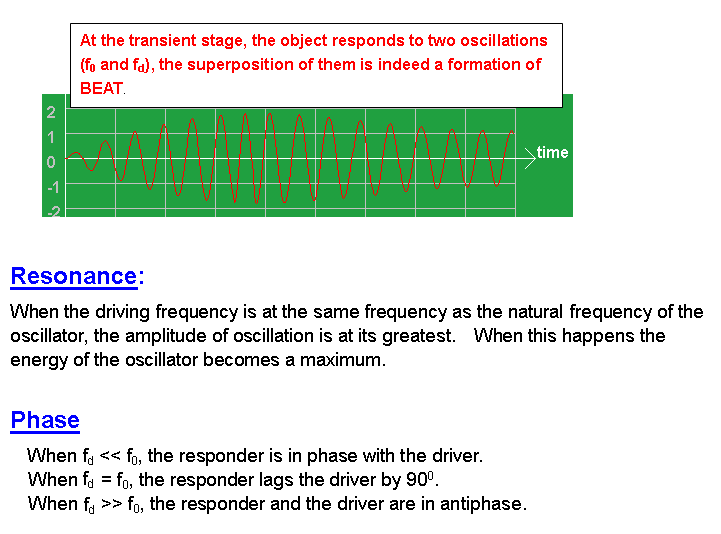 At the transient stage, the object responds to two oscillations
(f0 and fd), the superposition of them is indeed a formation of
BEAT.
2
1
0
-1
-2
time
Resonance:
When the driving frequency is at the same frequency as the natural frequency of the
oscillator, the amplitude of oscillation is at its greatest. When this happens the
energy of the oscillator becomes a maximum.
Phase
When fd << f0, the responder is in phase with the driver.
When fd = f0, the responder lags the driver by 90⁰.
When fd >> f0, the responder and the driver are in antiphase.